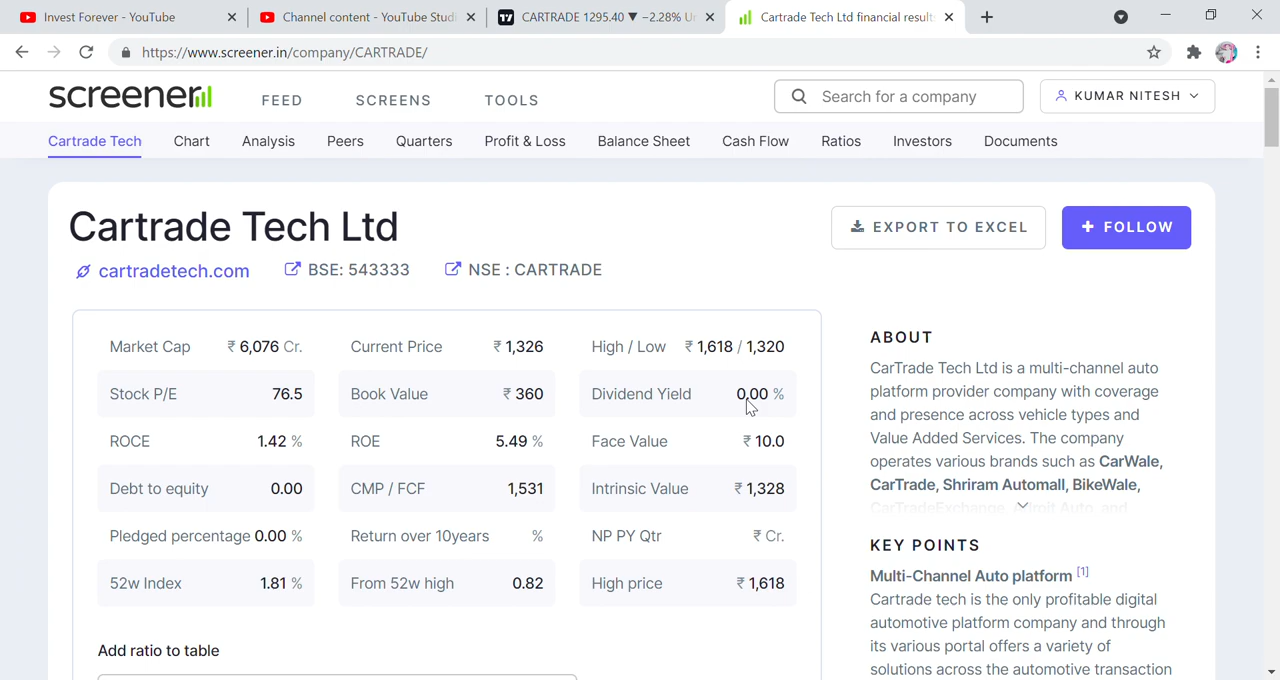 Invest Forever - YouTube
Channel content - YouTube Studi
CARTRADE 1295.40 ▼ −2.28%
Cartrade Tech Ltd financial result
https://www.screener.in/company/CARTRADE/
screener
FEED
SCREENS
TOOLS
Search for a company
KUMAR NITESH
Cartrade Tech Chart Analysis Peers Quarters Profit & Loss Balance Sheet Cash Flow Ratios Investors Documents
Cartrade Tech Ltd
EXPORT TO EXCEL
+ FOLLOW
cartradetech.com BSE: 543333 NSE : CARTRADE
Market Cap ₹ 6,076 Cr. Current Price ₹ 1,326 High / Low ₹ 1,618 / 1,320
Stock P/E 76.5 Book Value ₹ 360 Dividend Yield 0.00 %
ROCE 1.42 % ROE 5.49 % Face Value ₹ 10.0
Debt to equity 0.00 CMP / FCF 1,531 Intrinsic Value ₹ 1,328
Pledged percentage 0.00 % Return over 10years % NP PY Qtr ₹ Cr.
52w Index 1.81 % From 52w high 0.82 High price ₹ 1,618
Add ratio to table
ABOUT
CarTrade Tech Ltd is a multi-channel auto
platform provider company with coverage
and presence across vehicle types and
Value Added Services. The company
operates various brands such as CarWale,
CarTrade, Shriram Automall, BikeWale,
CarTradeExchange, Auto, and
KEY POINTS
Multi-Channel Auto platform [1]
Cartrade tech is the only profitable digital
automotive platform company and through
its various portal offers a variety of
solutions across the automotive transaction